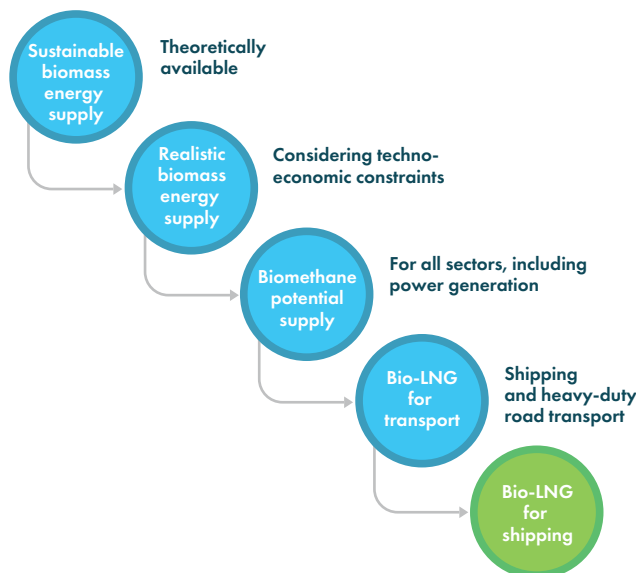 Sustainable
biomass
energy
supply
Theoretically
available
Realistic
biomass
energy
supply
Considering techno-
economic constraints
Biomethane
potential
supply
For all sectors, including
power generation
Bio-LNG
for
transport
Shipping
and heavy-duty
road transport
Bio-LNG
for
shipping